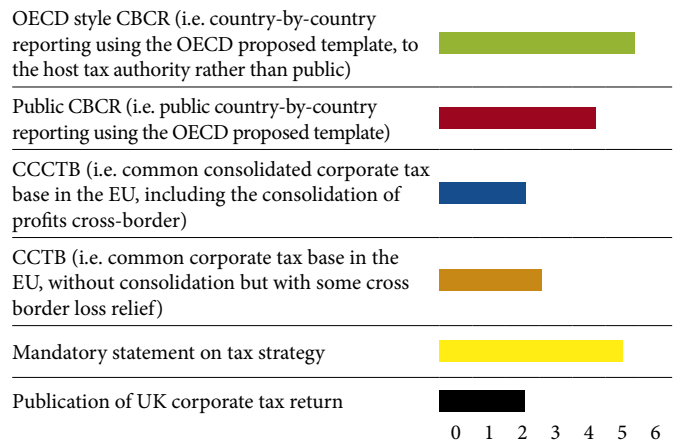 OECD style CBCR (i.e. country-by-country
reporting using the OECD proposed template, to
the host tax authority rather than public)
Public CBCR (i.e. public country-by-country
reporting using the OECD proposed template)
CCCTB (i.e. common consolidated corporate tax
base in the EU, including the consolidation of
profits cross-border)
CCTB (i.e. common corporate tax base in the
EU, without consolidation but with some cross
border loss relief)
Mandatory statement on tax strategy
Publication of UK corporate tax return
0 1 2 3 4 5 6